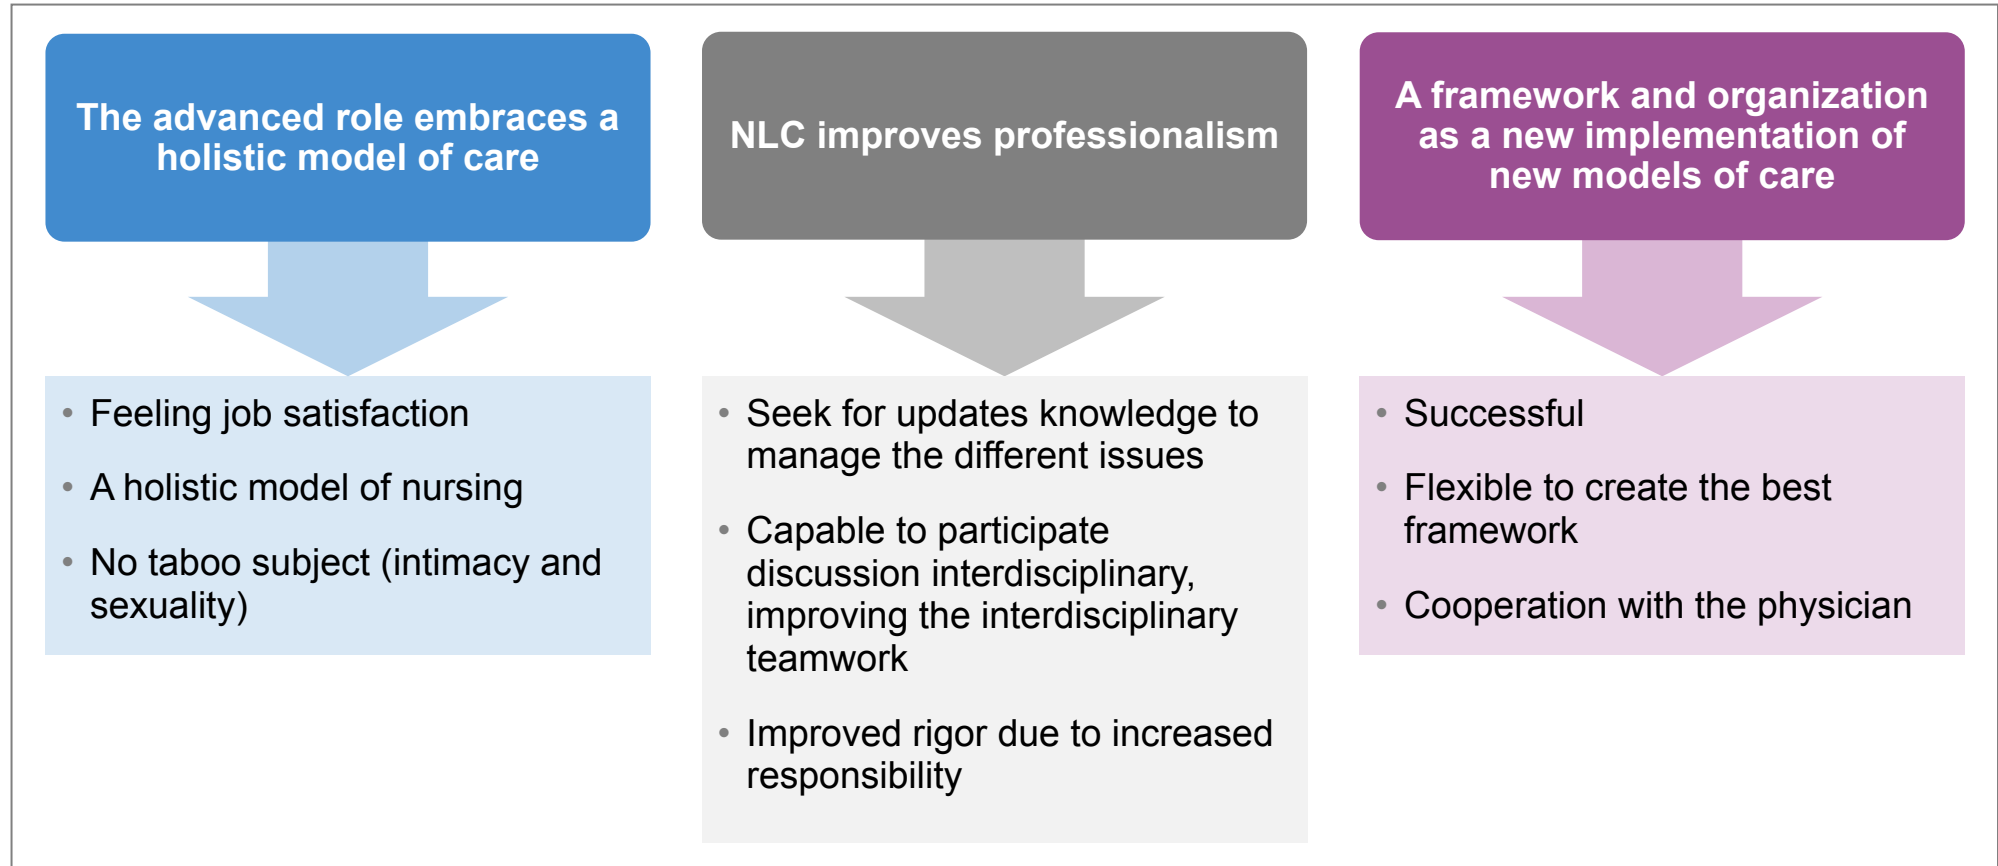 The advanced role embraces a
holistic model of care
• Feeling job satisfaction
• A holistic model of nursing
• No taboo subject (intimacy and
sexuality)
NLC improves professionalism
• Seek for updates knowledge to
manage the different issues
• Capable to participate
discussion interdisciplinary,
improving the interdisciplinary
teamwork
• Improved rigor due to increased
responsibility
A framework and organization
as a new implementation of
new models of care
• Successful
• Flexible to create the best
framework
• Cooperation with the physician